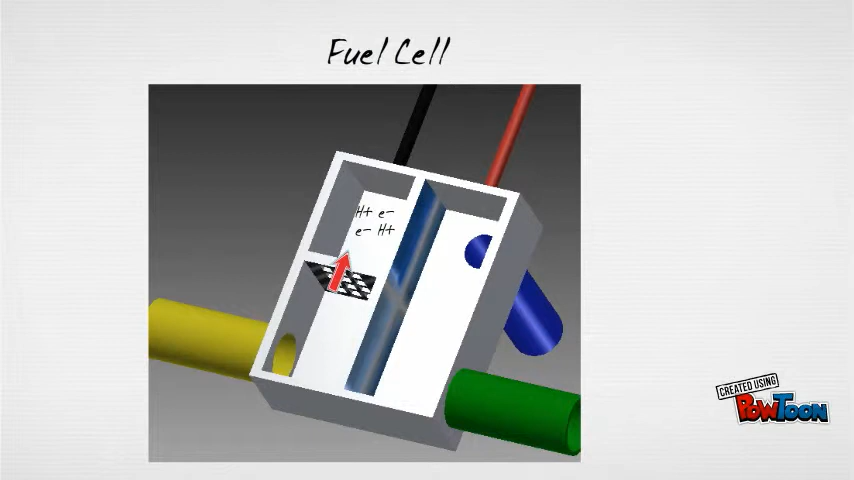 Fuel Cell
H+ e-
e- H+
CREATED USING
POWTOON